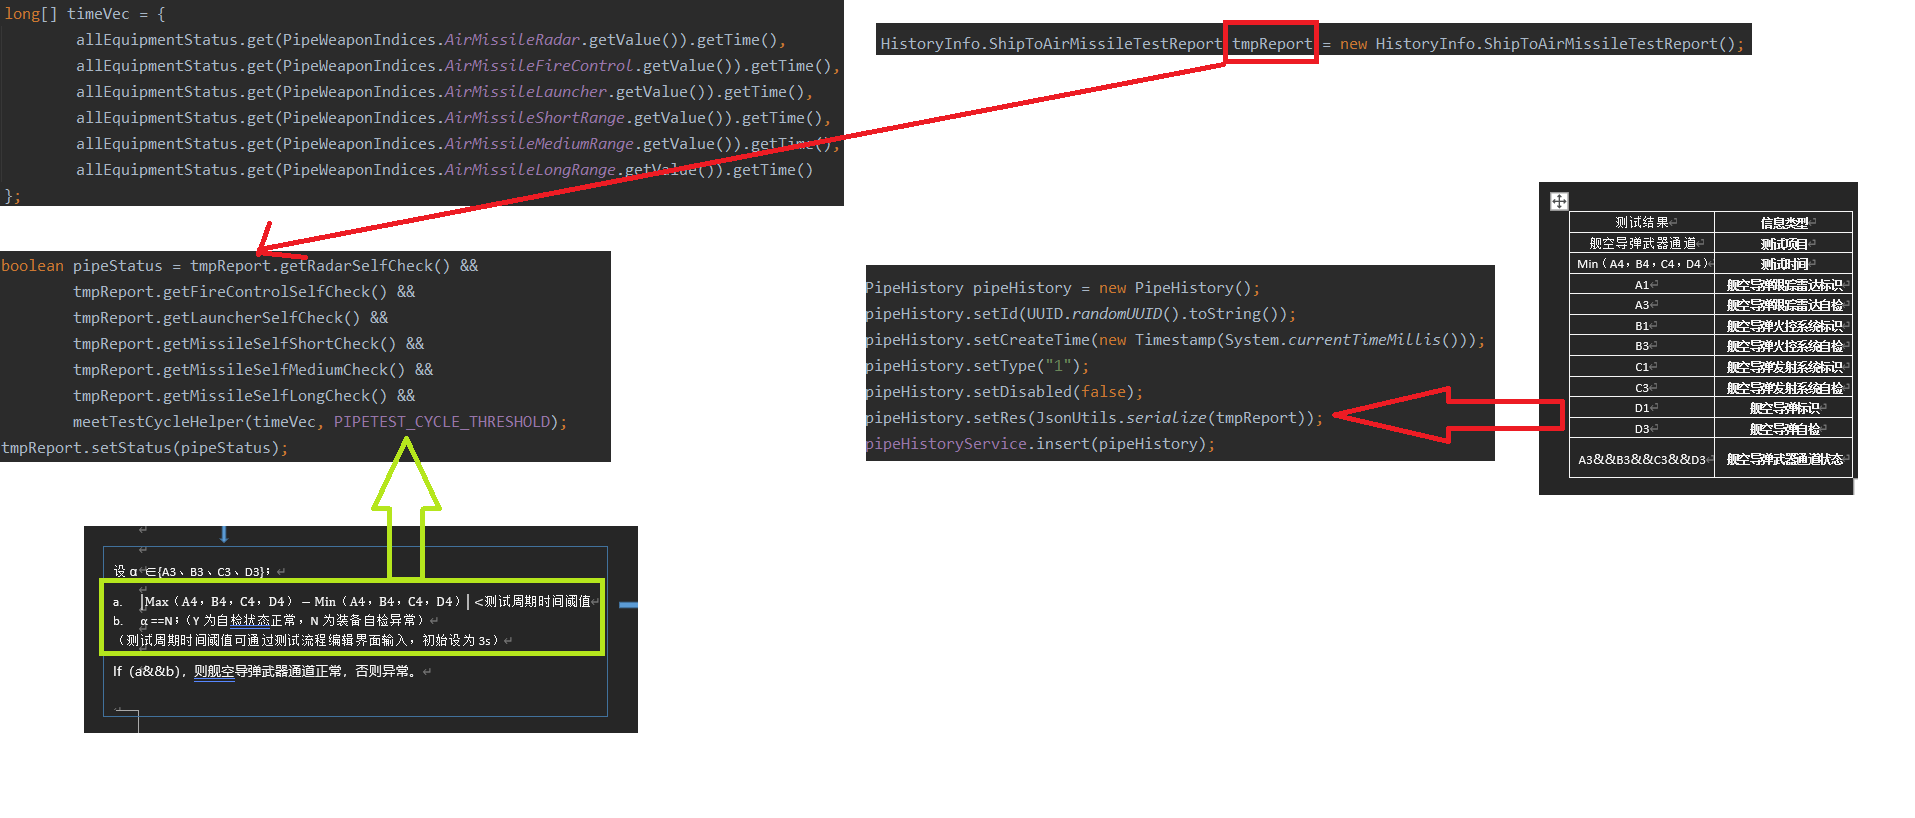 long[] timeVec = {
allEquipmentStatus.get(PipeWeaponIndices.AirMissileRadar.getValue()).getTime(),
allEquipmentStatus.get(PipeWeaponIndices.AirMissileFireControl.getValue()).getTime(),
allEquipmentStatus.get(PipeWeaponIndices.AirMissileLauncher.getValue()).getTime(),
allEquipmentStatus.get(PipeWeaponIndices.AirMissileShortRange.getValue()).getTime(),
allEquipmentStatus.get(PipeWeaponIndices.AirMissileMediumRange.getValue()).getTime(),
allEquipmentStatus.get(PipeWeaponIndices.AirMissileLongRange.getValue()).getTime()
};
HistoryInfo.ShipToAirMissileTestReport tmpReport = new HistoryInfo.ShipToAirMissileTestReport();
boolean pipeStatus = tmpReport.getRadarSelfCheck() &&
tmpReport.getFireControlSelfCheck() &&
tmpReport.getLauncherSelfCheck() &&
tmpReport.getMissileSelfShortCheck() &&
tmpReport.getMissileSelfMediumCheck() &&
tmpReport.getMissileSelfLongCheck() &&
meetTestCycleHelper(timeVec, PIPETEST_CYCLE_THRESHOLD);
tmpReport.setStatus(pipeStatus);
PipeHistory pipeHistory = new PipeHistory();
pipeHistory.setId(UUID.randomUUID().toString());
pipeHistory.setCreateTime(new Timestamp(System.currentTimeMillis()));
pipeHistory.setType("1");
pipeHistory.setDisabled(false);
pipeHistory.setRes(JsonUtils.serialize(tmpReport));
pipeHistoryService.insert(pipeHistory);
测试结果 信息类型
舰空导弹武器通道 测试项目
Min（A4，B4，C4，D4） 测试时间
A1 舰空导弹跟踪雷达标识
A3 舰空导弹跟踪雷达自检
B1 舰空导弹火控系统标识
B3 舰空导弹火控系统自检
C1 舰空导弹发射系统标识
C3 舰空导弹发射系统自检
D1 舰空导弹标识
D3 舰空导弹自检
A3&&B3&&C3&&D3 舰空导弹武器通道状态
设 α ∈{A3、B3、C3、D3}；
a. |Max（A4，B4，C4，D4）－Min（A4，B4，C4，D4）| <测试周期时间阈值
b. α==N；（Y 为自检状态正常，N 为装备自检异常）
（测试周期时间阈值可通过测试流程编辑界面输入，初始设为 3s）
If（a&&b），则舰空导弹武器通道正常，否则异常。